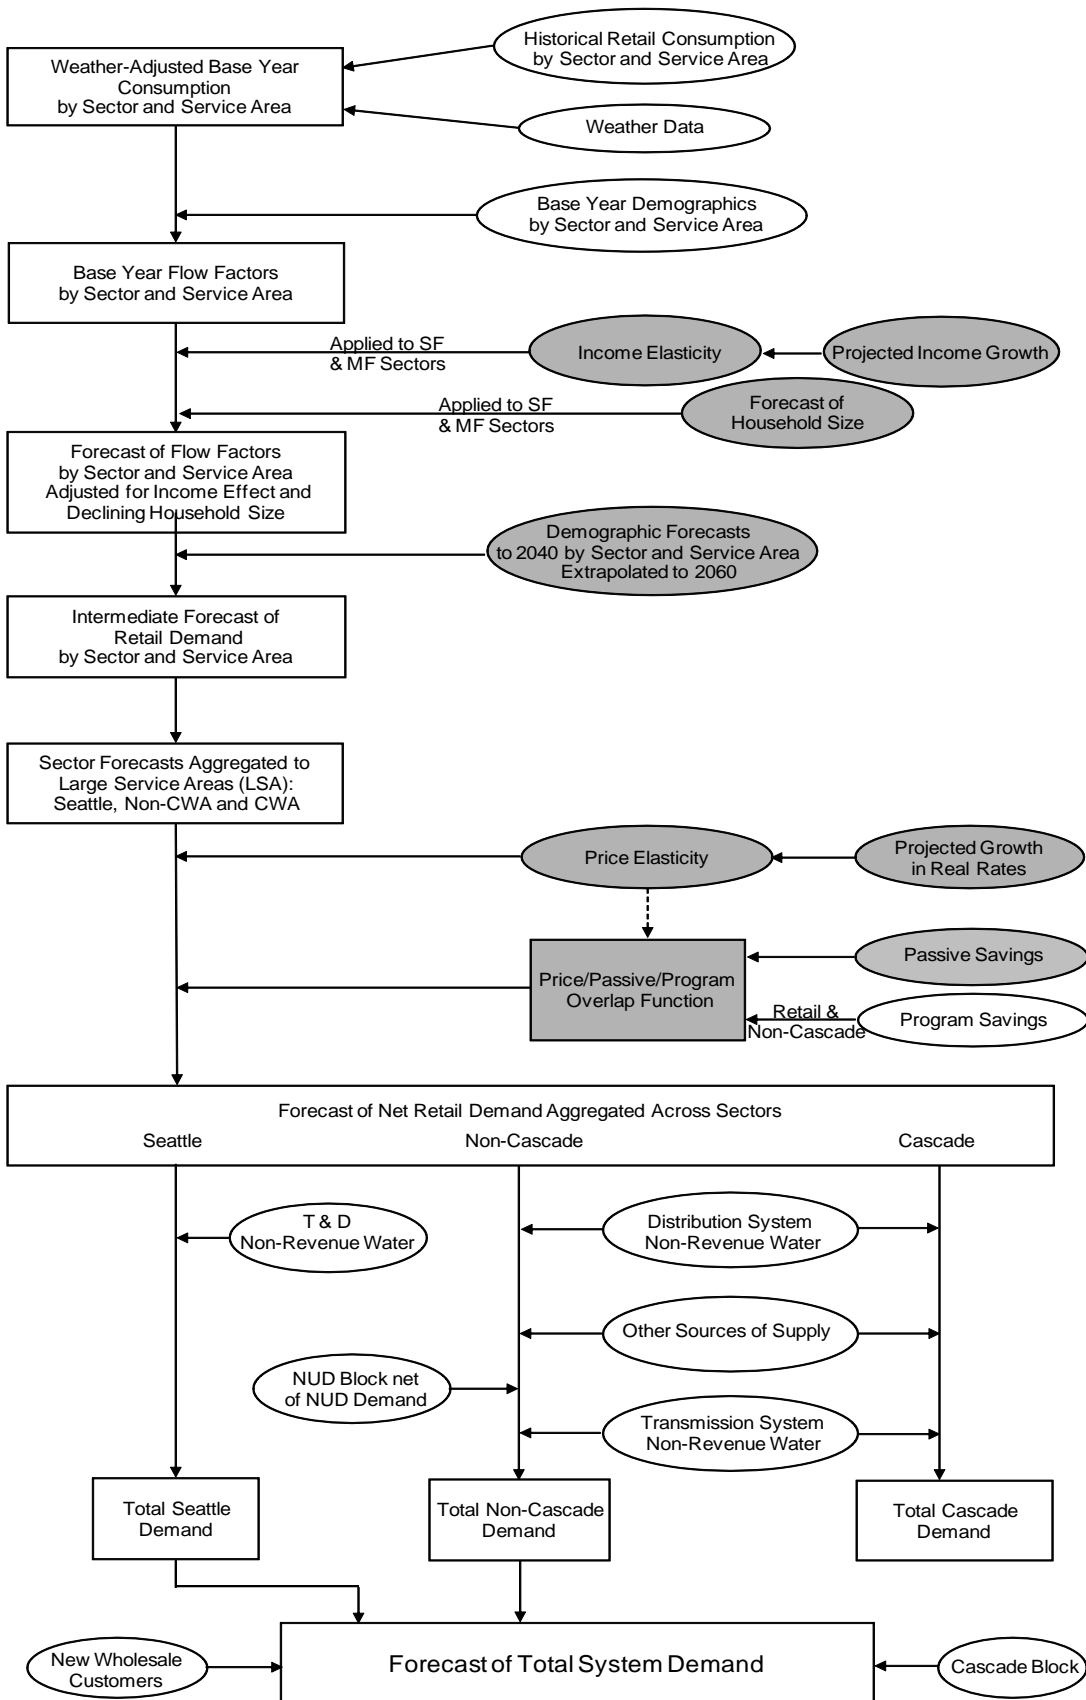 Historical Retail Consumption
by Sector and Service Area
Weather-Adjusted Base Year
Consumption
by Sector and Service Area
Weather Data
Base Year Demographics
by Sector and Service Area
Base Year Flow Factors
by Sector and Service Area
Applied to SF
& MF Sectors
Income Elasticity
Projected Income Growth
Applied to SF
& MF Sectors
Forecast of
Household Size
Forecast of Flow Factors
by Sector and Service Area
Adjusted for Income Effect and
Declining Household Size
Demographic Forecasts
to 2040 by Sector and Service Area
Extrapolated to 2060
Intermediate Forecast of
Retail Demand
by Sector and Service Area
Sector Forecasts Aggregated to
Large Service Areas (LSA):
Seattle, Non-CWA and CWA
Price Elasticity
Projected Growth
in Real Rates
Price/Passive/Program
Overlap Function
Passive Savings
Retail &
Non-Cascade
Program Savings
Forecast of Net Retail Demand Aggregated Across Sectors
Seattle
Non-Cascade
Cascade
T & D
Non-Revenue Water
Distribution System
Non-Revenue Water
Other Sources of Supply
NUD Block net
of NUD Demand
Transmission System
Non-Revenue Water
Total Seattle
Demand
Total Non-Cascade
Demand
Total Cascade
Demand
New Wholesale
Customers
Forecast of Total System Demand
Cascade Block